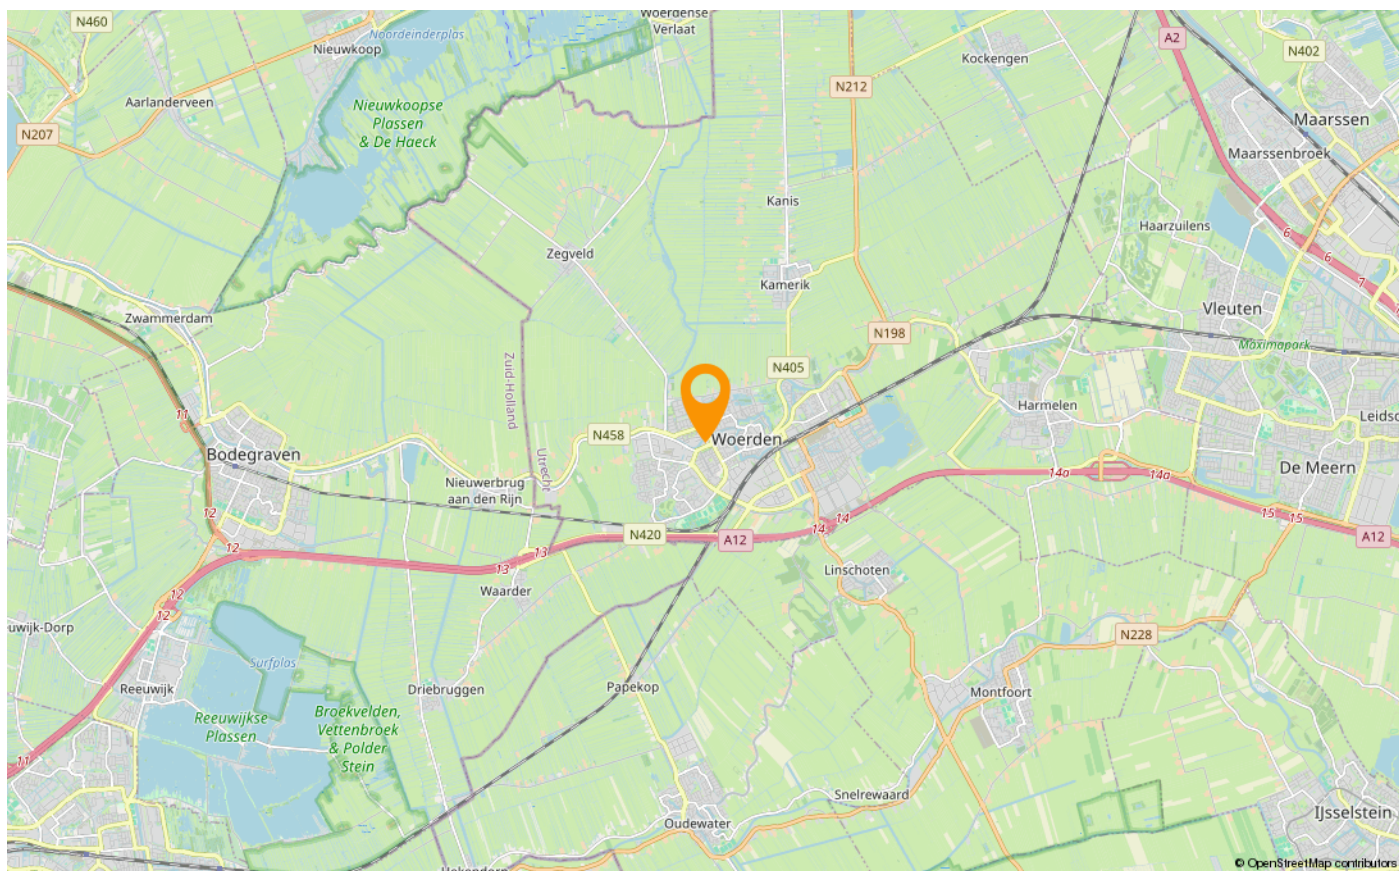 N460
Noordeinderplas
Nieuwkoop
Woerdense
Verlaat
A2
N402
Kockengen
Aarlanderveen
N212
Nieuwkoopse
Plassen
& De Haeck
Maarssen
N207
Maarssenbroek
Kanis
Haarzuilens
6
6
7
Zegveld
Kamerik
Vleuten
Zwammerdam
N198
Maximapark
Zuid-Holland
N405
Harmelen
11
N458
Woerden
Bodegraven
Utrecht
Nieuwerbrug
aan den Rijn
14a
14a
De Meern
12
12
N420
A12
14
14
15
15
A12
13
13
Linschoten
Waarder
12
12
N228
Surfplas
Reeuwijk
Driebruggen
Papekop
Montfoort
Reeuwijkse
Plassen
Broekvelden,
Vettenbroek
& Polder
Stein
11
Snelrewaard
Oudewater
IJsselstein
© OpenStreetMap contributors